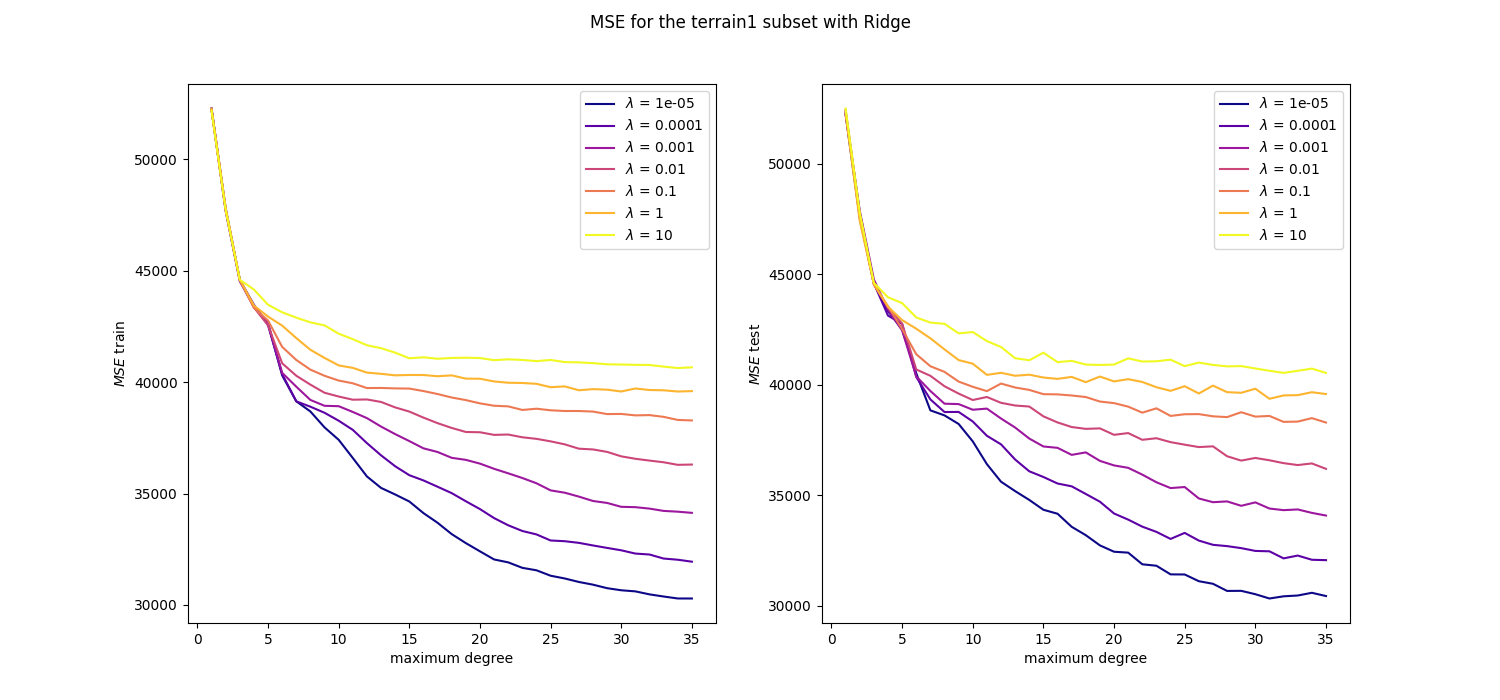 MSE for the terrain1 subset with Ridge
MSE train
50000
45000
40000
35000
30000
0 5 10 15 20 25 30 35
maximum degree
λ = 1e-05
λ = 0.0001
λ = 0.001
λ = 0.01
λ = 0.1
λ = 1
λ = 10
MSE test
50000
45000
40000
35000
30000
0 5 10 15 20 25 30 35
maximum degree
λ = 1e-05
λ = 0.0001
λ = 0.001
λ = 0.01
λ = 0.1
λ = 1
λ = 10